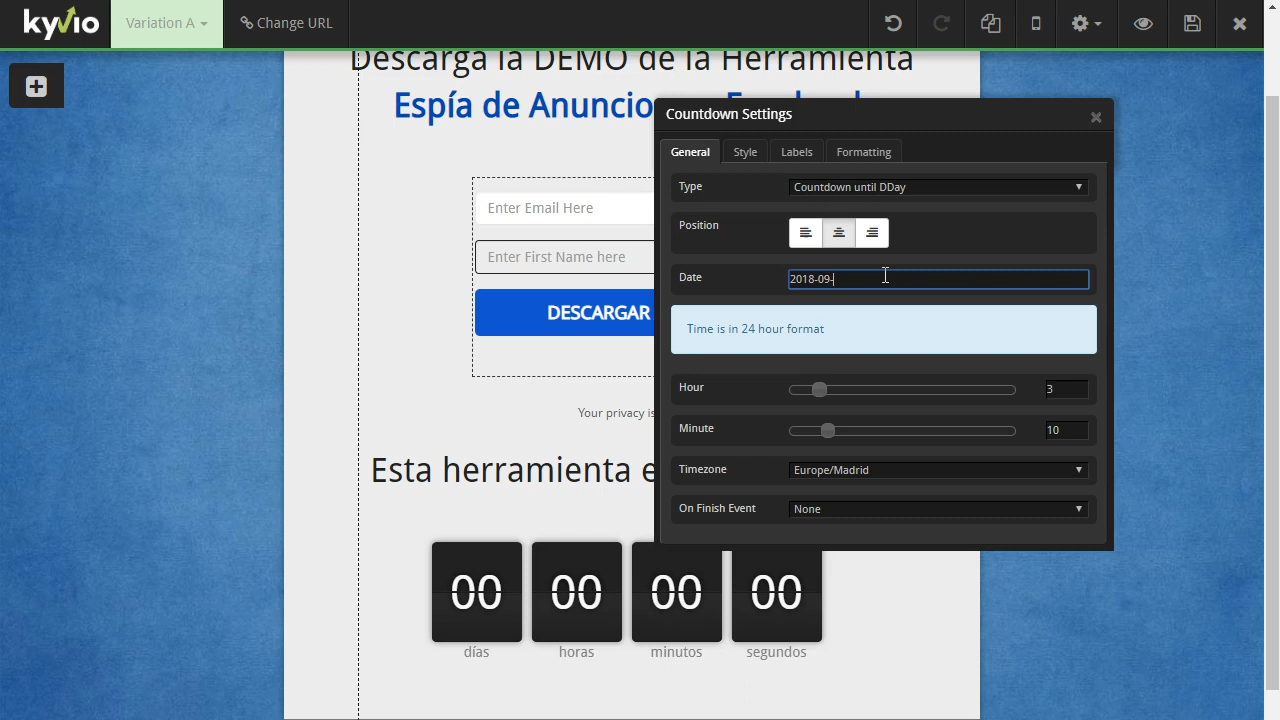 kyvio
Variation A
Change URL
Descarga la DEMO de la Herramienta
Espía de Anuncio
Countdown Settings
General
Style
Labels
Formatting
Type
Countdown until DDay
Position
Date
2018-09-
Time is in 24 hour format
Hour
3
Minute
10
Timezone
Europe/Madrid
On Finish Event
None
Enter Email Here
Enter First Name here
DESCARGAR
Your privacy is
Esta herramienta e
00 00 00 00
días horas minutos segundos